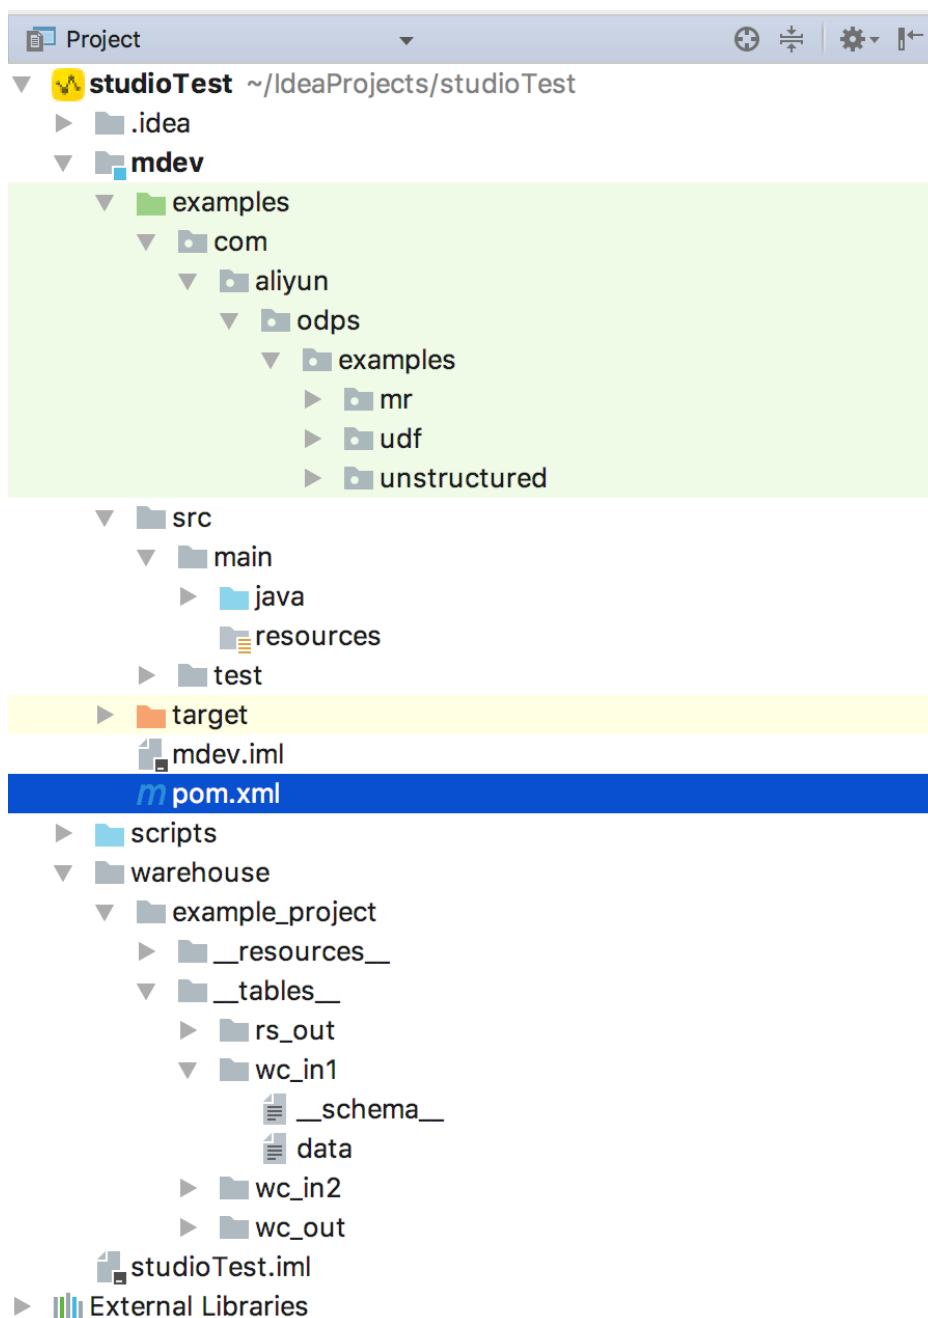 Project
studioTest ~/IdeaProjects/studioTest
.idea
mdev
examples
com
aliyun
odps
examples
mr
udf
unstructured
src
main
java
resources
test
target
mdev.iml
m pom.xml
scripts
warehouse
example_project
__resources__
__tables__
rs_out
wc_in1
__schema__
data
wc_in2
wc_out
studioTest.iml
External Libraries